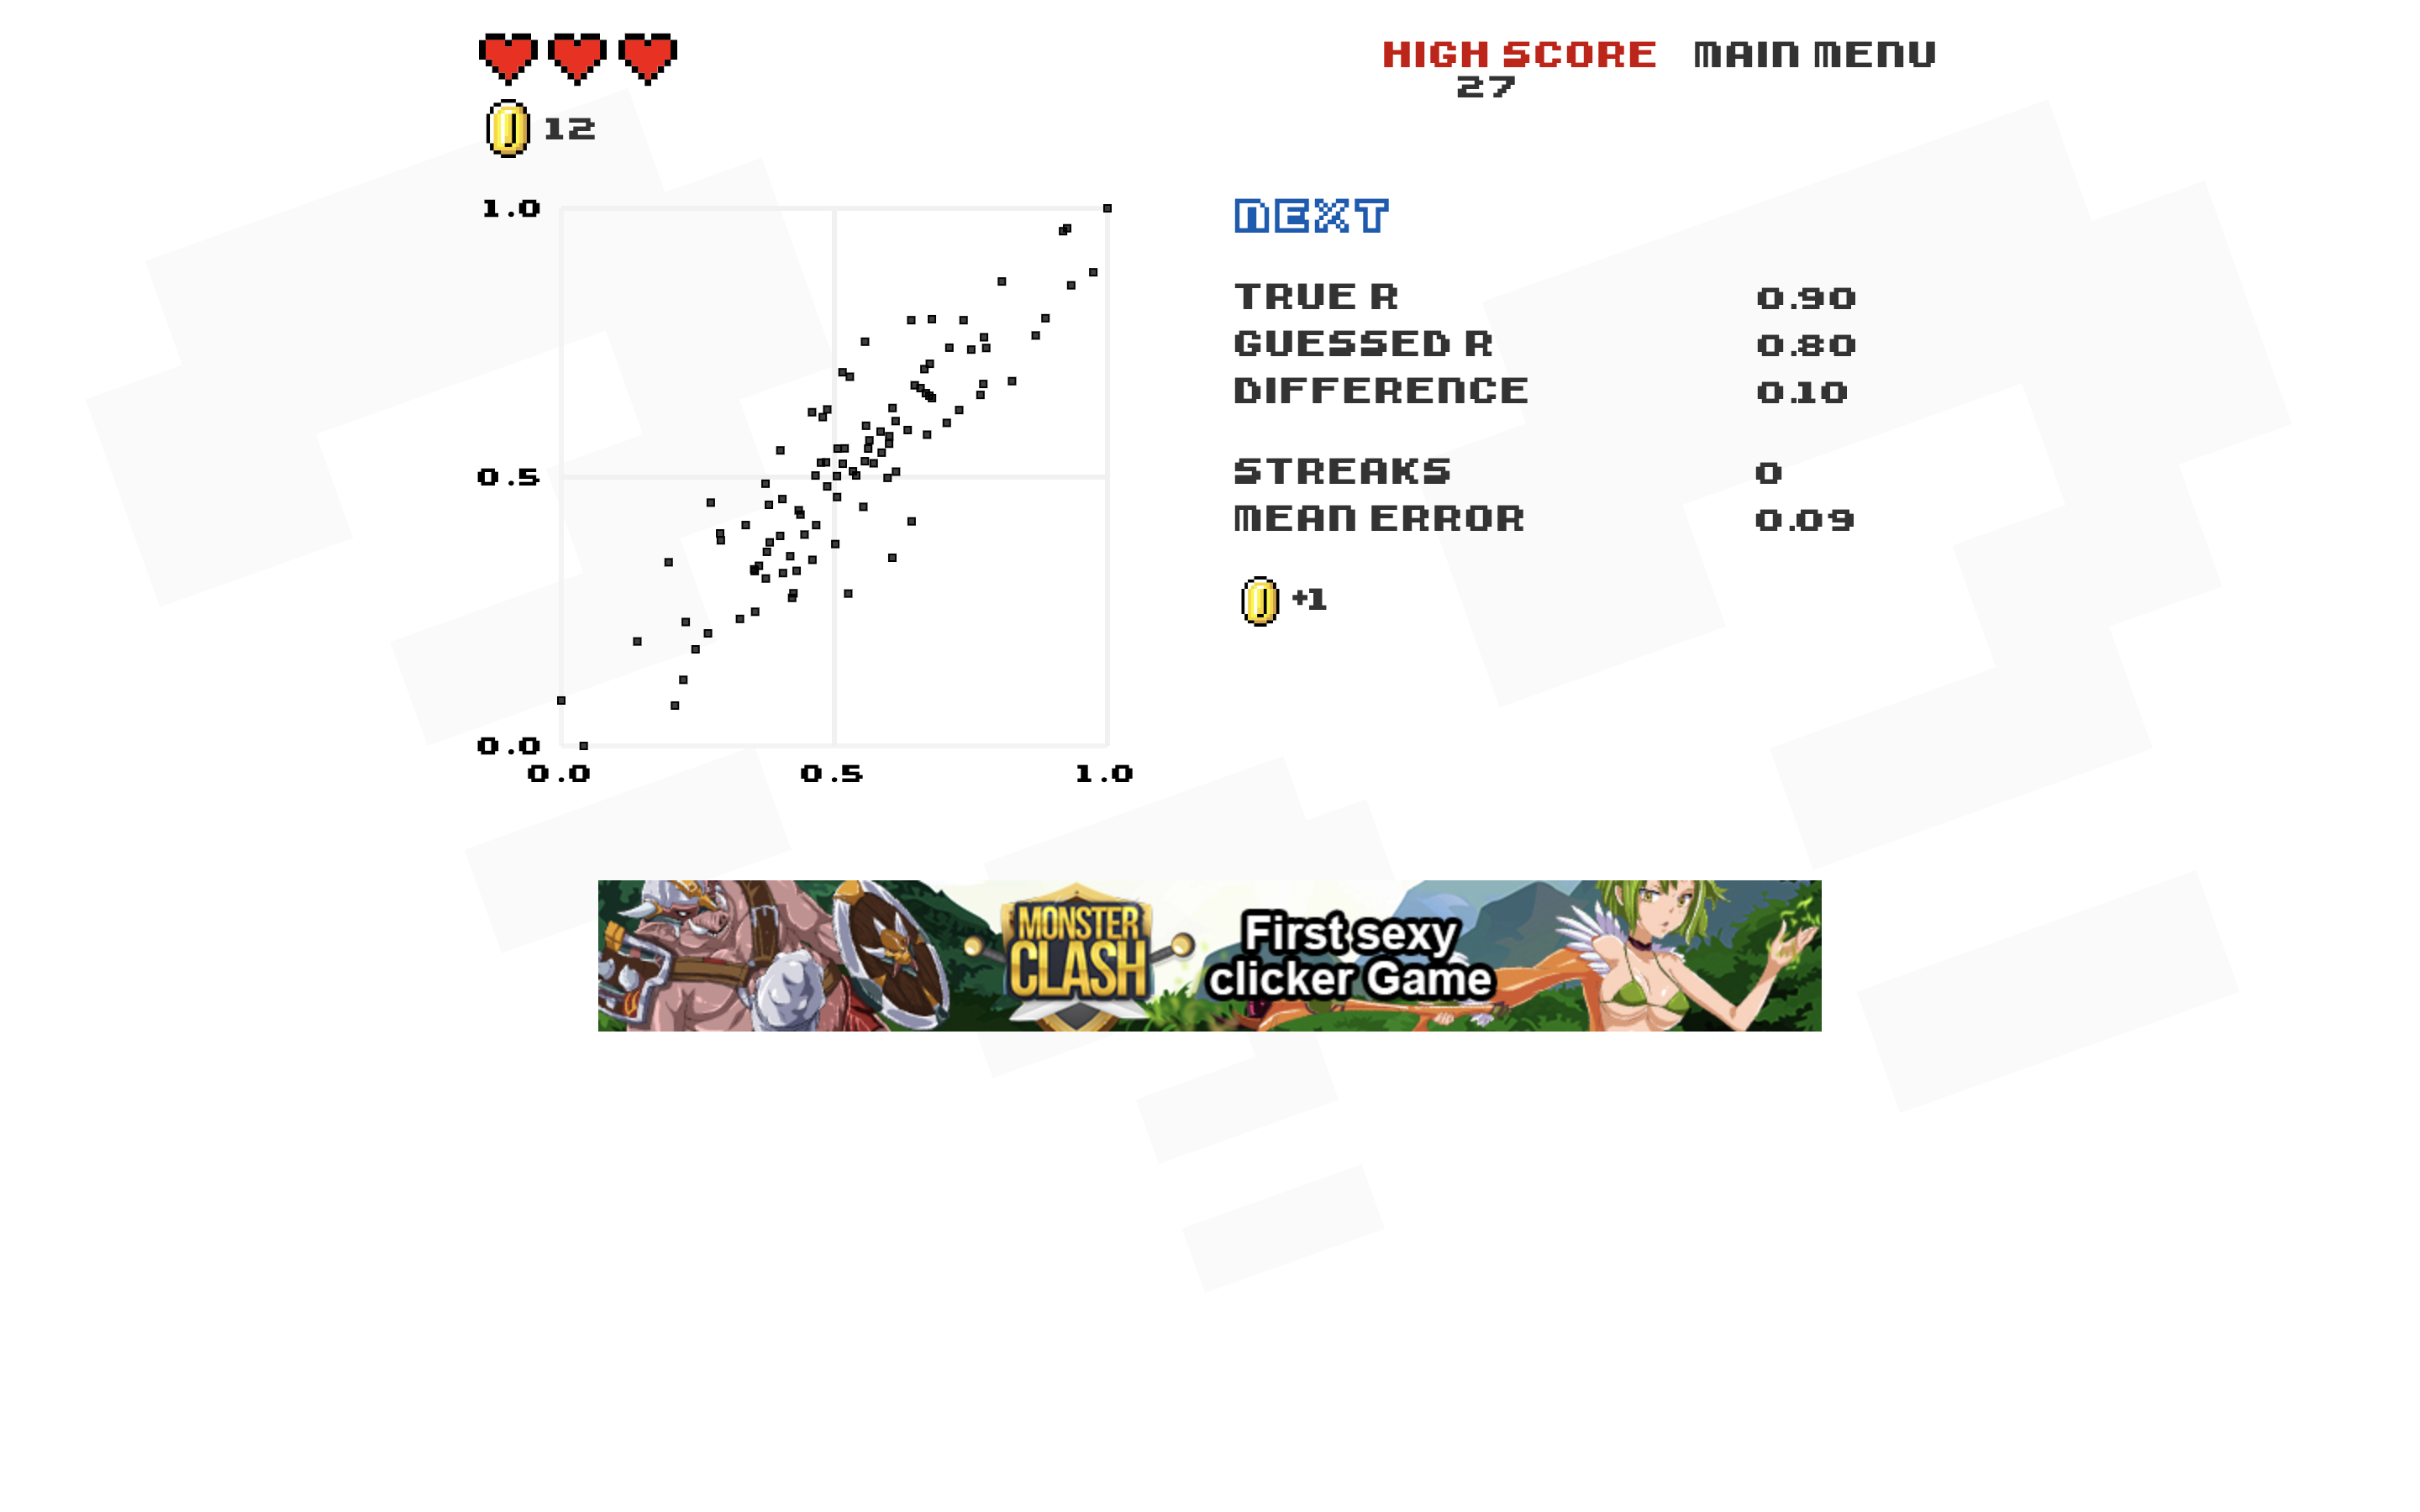 HIGH SCORE MAIN MENU
27
12
1.0
0.5
0.0
0.0 0.5 1.0
NEXT
TRUE R 0.90
GUESSED R 0.80
DIFFERENCE 0.10
STREAKS 0
MEAN ERROR 0.09
+1
MONSTER
CLASH
First sexy
clicker Game